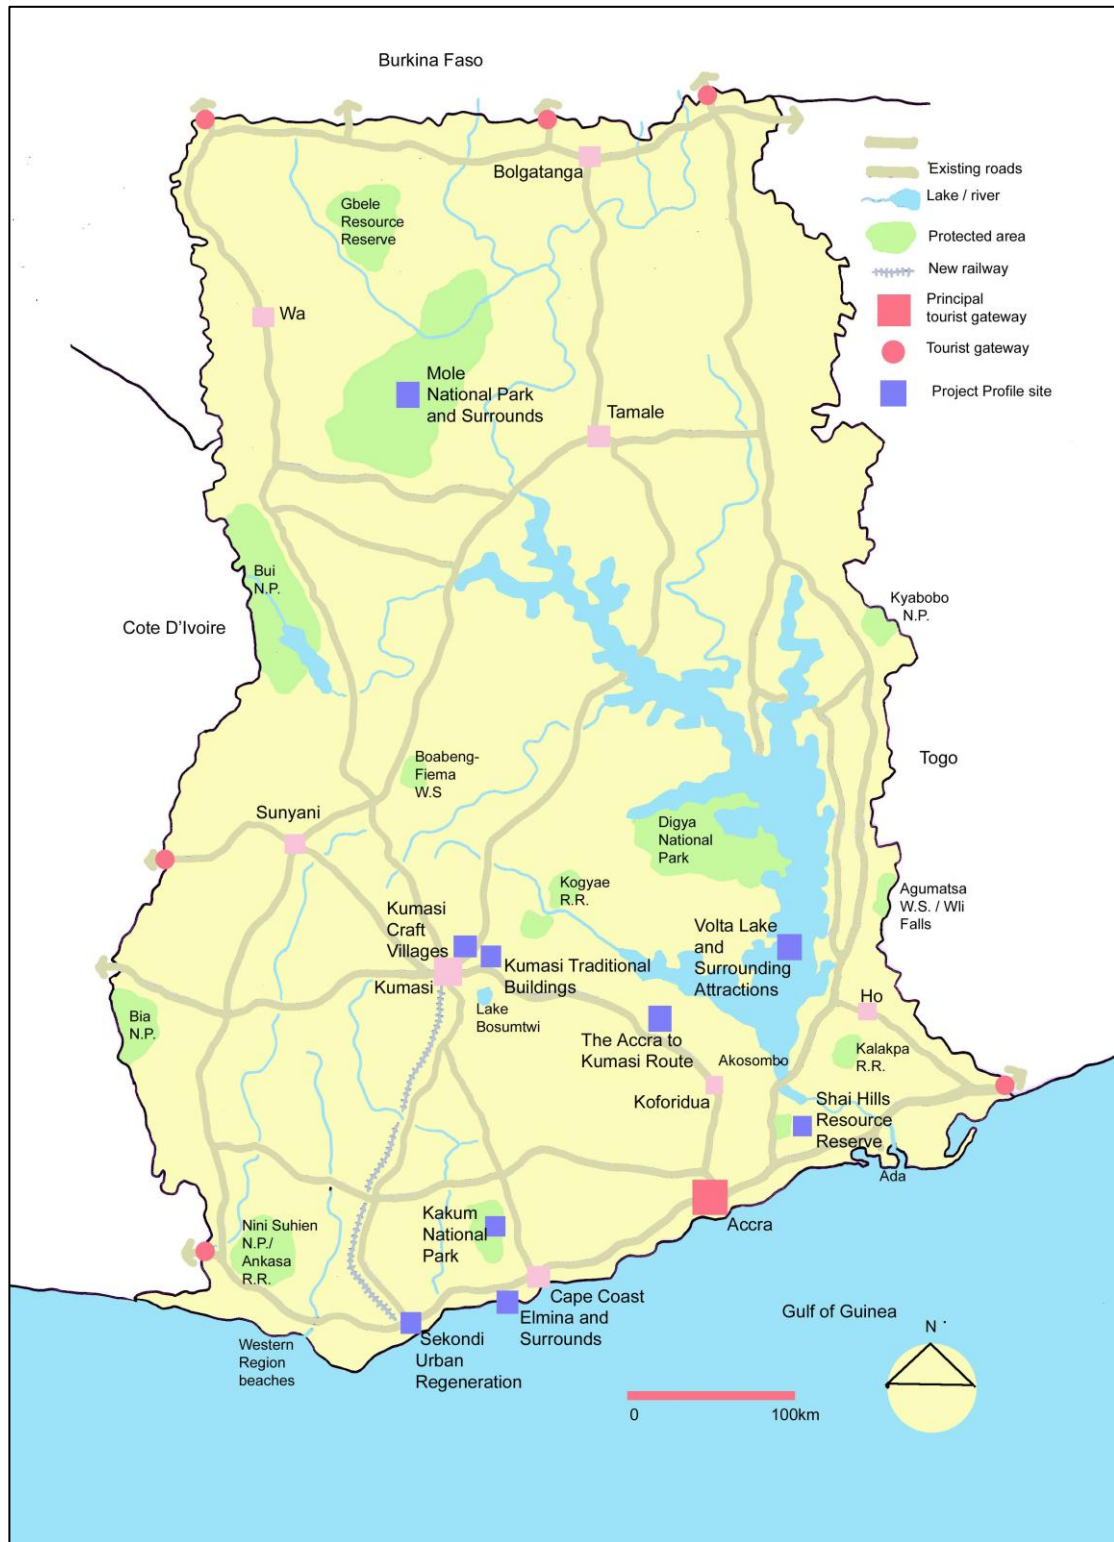 Burkina Faso
Bolgatanga
Gbele
Resource
Reserve
Wa
Mole
National Park
and Surrounds
Tamale
Existing roads
Lake / river
Protected area
New railway
Principal
tourist gateway
Tourist gateway
Project Profile site
Bui
N.P.
Cote D'Ivoire
Kyabobo
N.P.
Togo
Boabeng-
Fiema
W.S
Sunyani
Digya
National
Park
Kogyae
R.R.
Agumatsa
W.S. / Wli
Falls
Kumasi
Craft
Villages
Kumasi
Kumasi Traditional
Buildings
Volta Lake
and
Surrounding
Attractions
Lake
Bosumtwi
Ho
Bia
N.P.
The Accra to
Kumasi Route
Akosombo
Kalakpa
R.R.
Koforidua
Shai Hills
Resource
Reserve
Ada
Accra
Kakum
National
Park
Nini Suhien
N.P./
Ankasa
R.R.
Cape Coast
Elmina and
Surrounds
Sekondi
Urban
Regeneration
Western
Region
beaches
Gulf of Guinea
N
0 100km